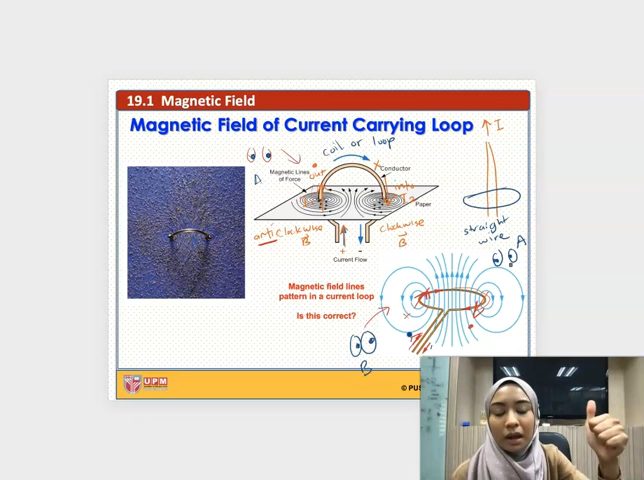 19.1 Magnetic Field
Magnetic Field of Current Carrying Loop
↑ I
coil or loop
Magnetic Lines
of Force
Conductor
A
out
X
into
I
I₂
Paper
anticlockwise
B
clockwise
B
+
-
Current Flow
straight
wire
A
Magnetic field lines
pattern in a current loop
Is this correct?
B
X
UPM
© PUS